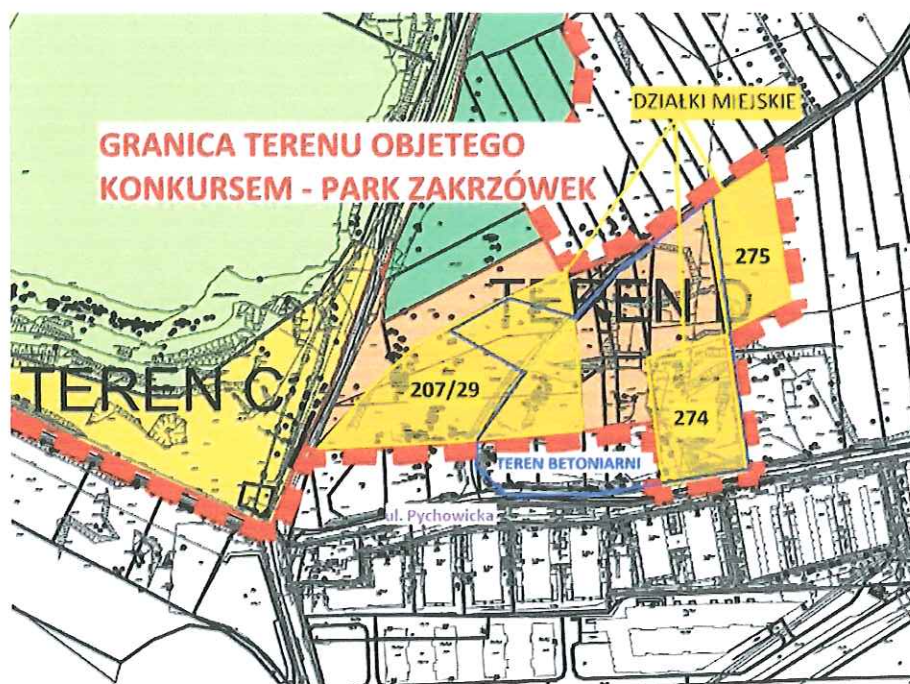 DZIAŁKI MIEJSKIE
GRANICA TERENU OBJETEGO
KONKURSEM - PARK ZAKRZÓWEK
275
TEREN D
TEREN C
207/29
274
TEREN BETONIARNI
ul. Pychowicka